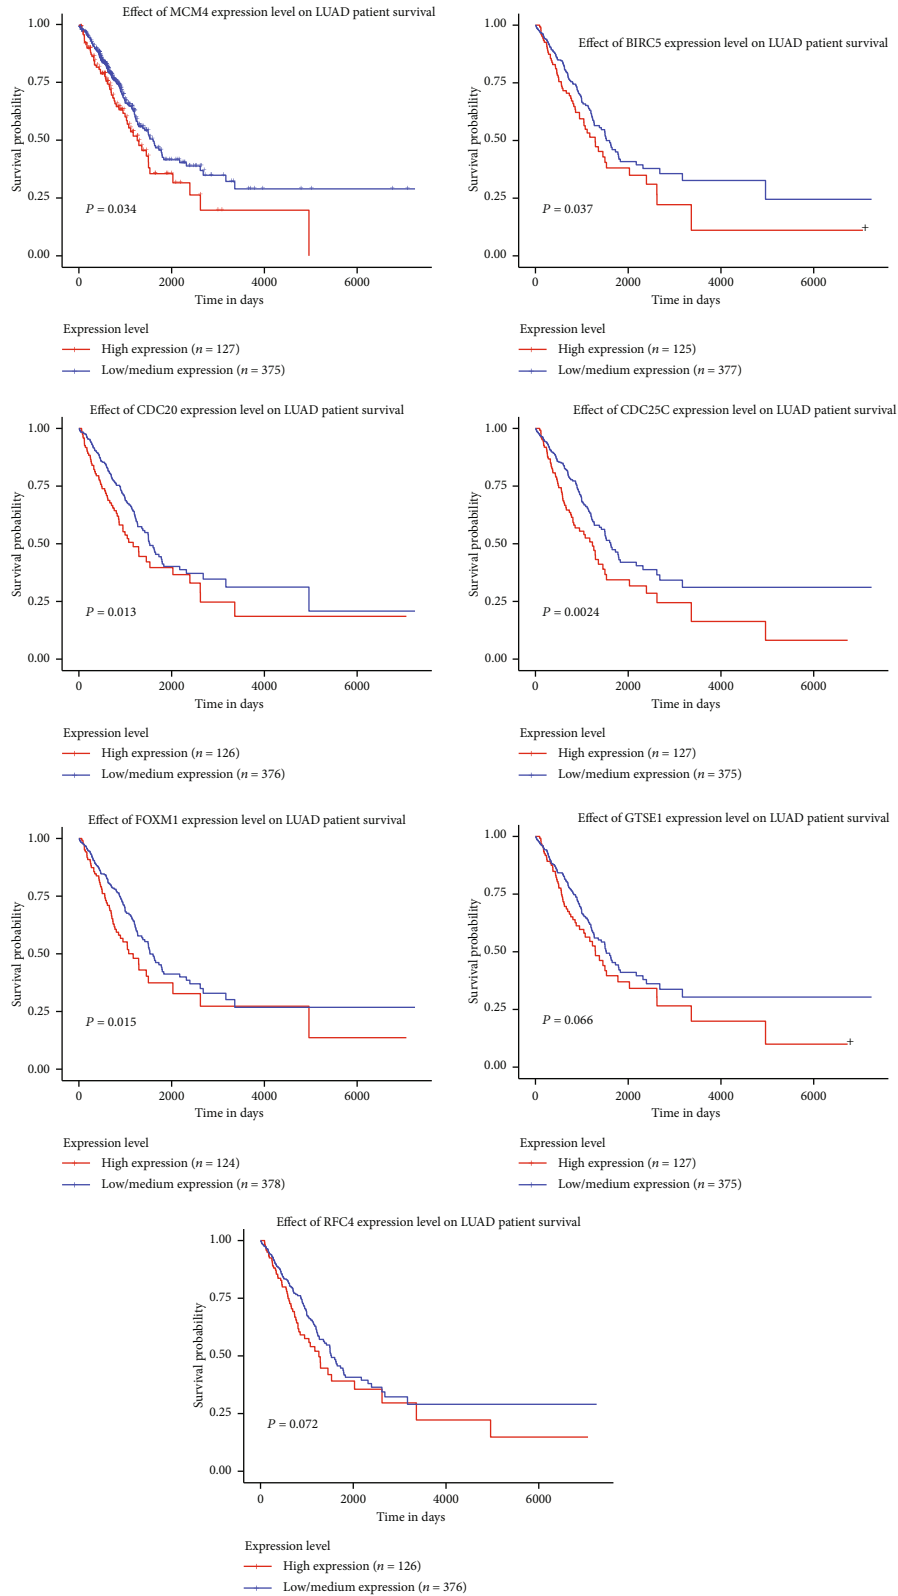 Effect of MCM4 expression level on LUAD patient survival
1.00
0.75
0.50
0.25
0.00
Survival probability
P = 0.034
0 2000 4000 6000
Time in days
Expression level
High expression (n = 127)
Low/medium expression (n = 375)
Effect of BIRC5 expression level on LUAD patient survival
1.00
0.75
0.50
0.25
0.00
Survival probability
P = 0.037
0 2000 4000 6000
Time in days
Expression level
High expression (n = 125)
Low/medium expression (n = 377)
Effect of CDC20 expression level on LUAD patient survival
1.00
0.75
0.50
0.25
0.00
Survival probability
P = 0.013
0 2000 4000 6000
Time in days
Expression level
High expression (n = 126)
Low/medium expression (n = 376)
Effect of CDC25C expression level on LUAD patient survival
1.00
0.75
0.50
0.25
0.00
Survival probability
P = 0.0024
0 2000 4000 6000
Time in days
Expression level
High expression (n = 127)
Low/medium expression (n = 375)
Effect of FOXM1 expression level on LUAD patient survival
1.00
0.75
0.50
0.25
0.00
Survival probability
P = 0.015
0 2000 4000 6000
Time in days
Expression level
High expression (n = 124)
Low/medium expression (n = 378)
Effect of GTSE1 expression level on LUAD patient survival
1.00
0.75
0.50
0.25
0.00
Survival probability
P = 0.066
0 2000 4000 6000
Time in days
Expression level
High expression (n = 127)
Low/medium expression (n = 375)
Effect of RFC4 expression level on LUAD patient survival
1.00
0.75
0.50
0.25
0.00
Survival probability
P = 0.072
0 2000 4000 6000
Time in days
Expression level
High expression (n = 126)
Low/medium expression (n = 376)